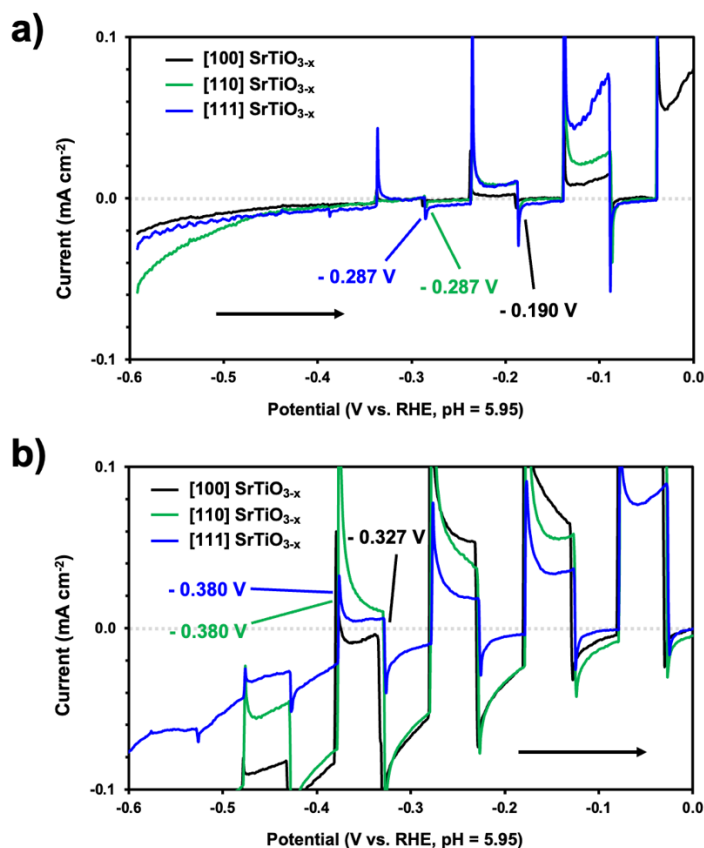 a)
0.1
[100] SrTiO3-x
[110] SrTiO3-x
[111] SrTiO3-x
Current (mA cm-2)
0.0
- 0.287 V
- 0.287 V
- 0.190 V
-0.1
-0.6 -0.5 -0.4 -0.3 -0.2 -0.1 0.0
Potential (V vs. RHE, pH = 5.95)
b)
0.1
[100] SrTiO3-x
[110] SrTiO3-x
[111] SrTiO3-x
- 0.327 V
- 0.380 V
- 0.380 V
Current (mA cm-2)
0.0
-0.1
-0.6 -0.5 -0.4 -0.3 -0.2 -0.1 0.0
Potential (V vs. RHE, pH = 5.95)